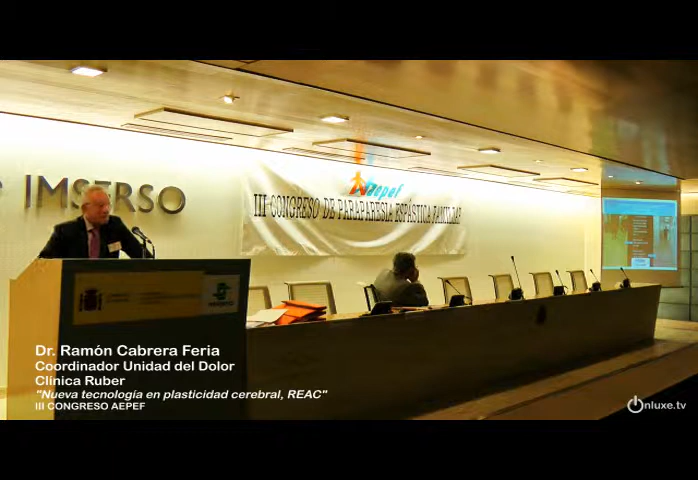 IMSERSO
aepef
III CONGRESO DE PARAPARESIA ESPÁSTICA FAMILIAR
Dr. Ramón Cabrera Feria
Coordinador Unidad del Dolor
Clínica Ruber
"Nueva tecnología en plasticidad cerebral, REAC"
III CONGRESO AEPEF
onluxe.tv